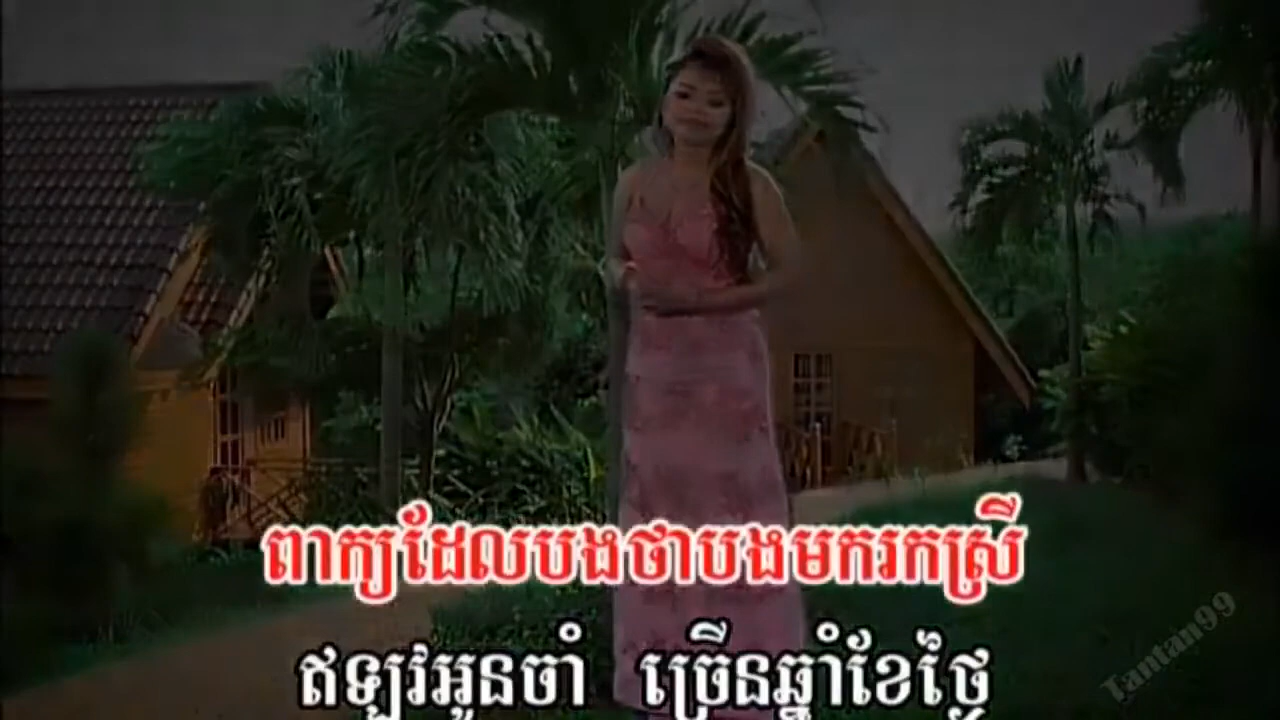 ពាក្យដែលបងថាបងមករកស្រី
ឥឡូវអូនចាំ ច្រើនឆ្នាំខែថ្ងៃ
Tantan99